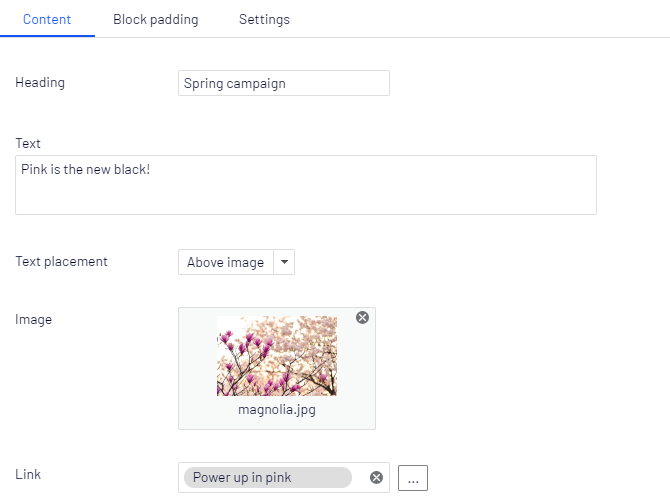 Content Block padding Settings
Heading Spring campaign
Text
Pink is the new black!
Text placement Above image
Image
magnolia.jpg
Link Power up in pink ...